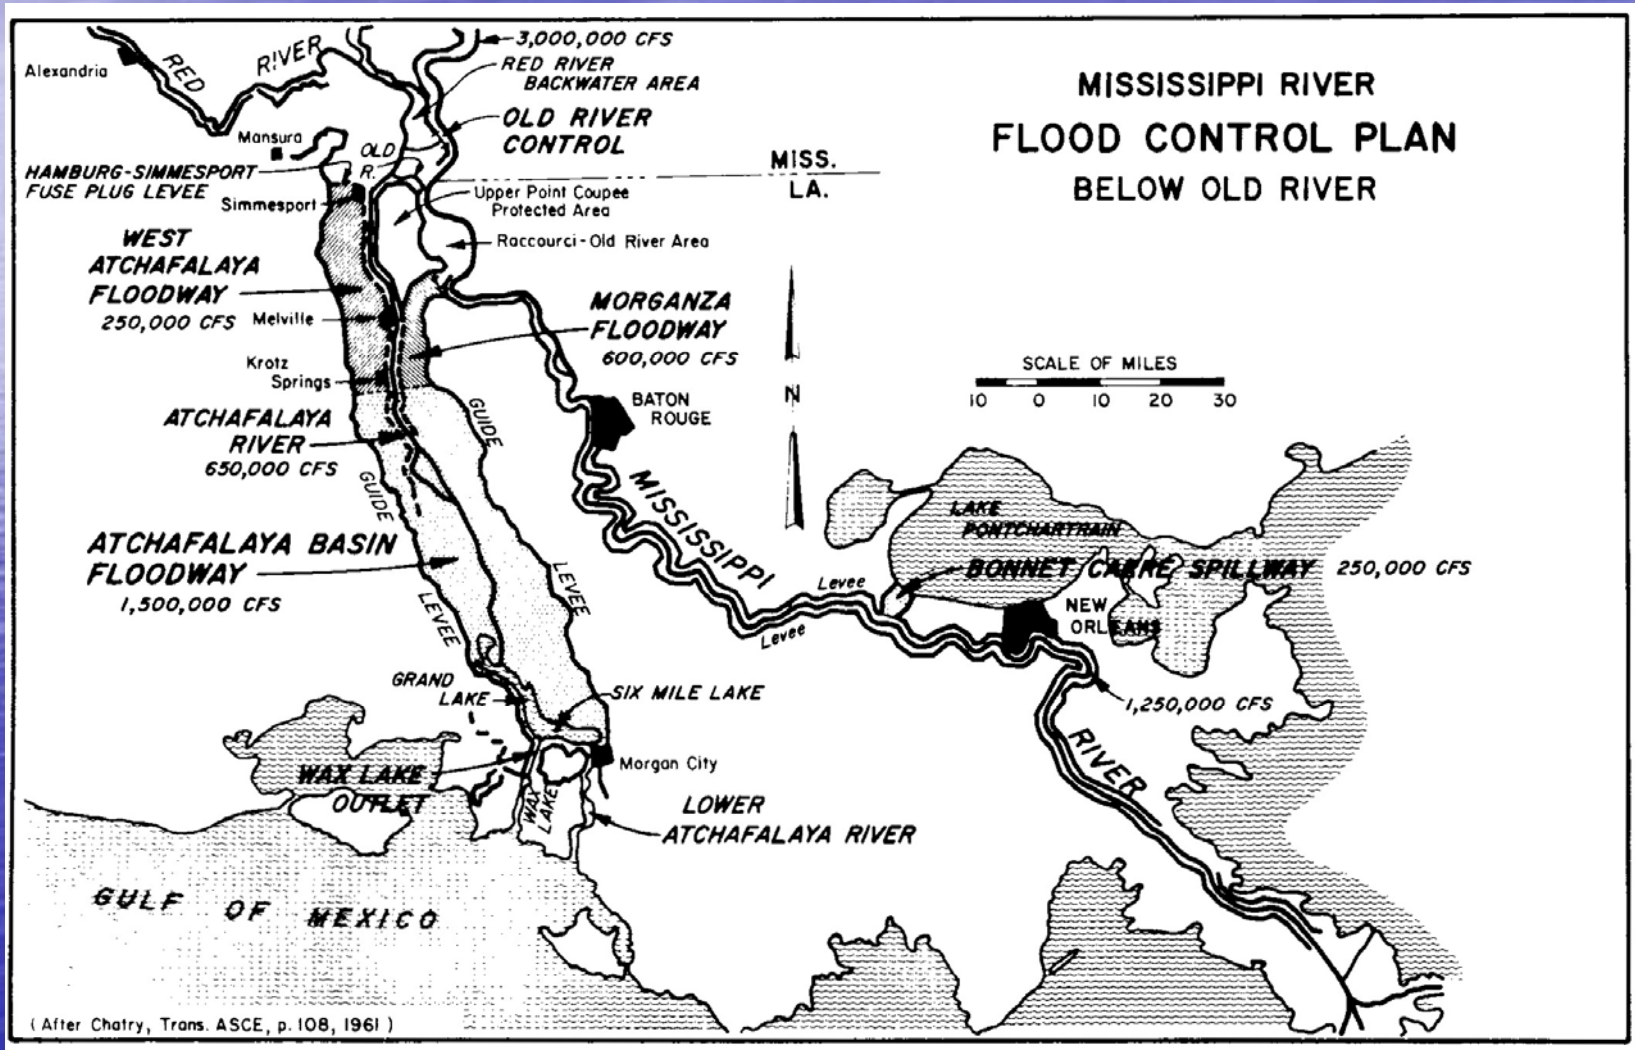 MISSISSIPPI RIVER
FLOOD CONTROL PLAN
BELOW OLD RIVER
3,000,000 CFS
RED RIVER
BACKWATER AREA
RED RIVER
Alexandria
OLD RIVER
CONTROL
Mansura
OLD
R.
MISS.
LA.
HAMBURG-SIMMESPORT
FUSE PLUG LEVEE
Simmesport
Upper Point Coupee
Protected Area
Raccourci-Old River Area
WEST
ATCHAFALAYA
FLOODWAY
250,000 CFS
Melville
MORGANZA
FLOODWAY
600,000 CFS
Krotz
Springs
SCALE OF MILES
10 0 10 20 30
N
BATON
ROUGE
ATCHAFALAYA
RIVER
650,000 CFS
GUIDE
GUIDE
MISSISSIPPI
LAKE
PONTCHARTRAIN
ATCHAFALAYA BASIN
FLOODWAY
1,500,000 CFS
LEVEE
LEVEE
Levee
Levee
BONNET CARRE SPILLWAY 250,000 CFS
NEW
ORLEANS
GRAND
LAKE
SIX MILE LAKE
1,250,000 CFS
RIVER
WAX LAKE
OUTLET
Morgan City
WAX
LAKE
LOWER
ATCHAFALAYA RIVER
GULF OF MEXICO
(After Chatry, Trans. ASCE, p. 108, 1961)